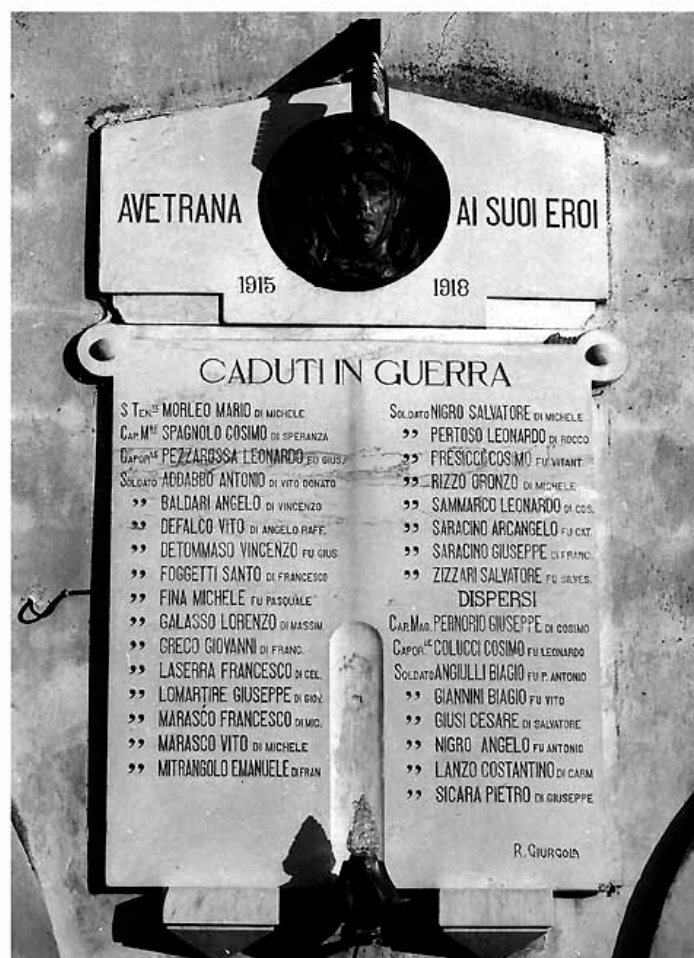 AVETRANA AI SUOI EROI
1915 1918
CADUTI IN GUERRA
S TEN.TE MORLEO MARIO DI MICHELE
CAP. M.RE SPAGNOLO COSIMO DI SPERANZA
CAPOR.LE PEZZAROSSA LEONARDO FU GIUS.
SOLDATO ADDABBO ANTONIO DI VITO DONATO
" BALDARI ANGELO DI VINCENZO
" DEFALCO VITO DI ANGELO RAFF.
" DETOMMASO VINCENZO FU GIUS
" FOGGETTI SANTO DI FRANCESCO
" FINA MICHELE FU PASQUALE
" GALASSO LORENZO DI MASSIM.
" GRECO GIOVANNI DI FRANC.
" LASERRA FRANCESCO DI CEL.
" LOMARTIRE GIUSEPPE DI GIOV.
" MARASCO FRANCESCO DI MIC.
" MARASCO VITO DI MICHELE
" MITRANGOLO EMANUELE DI FRAN
SOLDATO NIGRO SALVATORE DI MICHELE
" PERTOSO LEONARDO DI ROCCO
" FRESICCE COSIMO FU VITANT.
" RIZZO ORONZO DI MICHELE
" SAMMARCO LEONARDO DI COS.
" SARACINO ARCANGELO FU CAT.
" SARACINO GIUSEPPE DI FRANC.
" ZIZZARI SALVATORE FU SILVES.
DISPERSI
CAP. MAG. PERNORIO GIUSEPPE DI COSIMO
CAPOR.LE COLUCCI COSIMO FU LEONARDO
SOLDATO ANGIULLI BIAGIO FU P. ANTONIO
" GIANNINI BIAGIO FU VITO
" GIUSI CESARE DI SALVATORE
" NIGRO ANGELO FU ANTONIO
" LANZO COSTANTINO DI CARM
" SICARA PIETRO DI GIUSEPPE
R. GIURGOLA